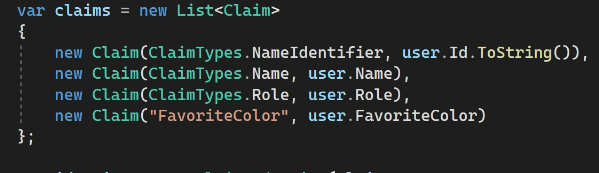 var claims = new List<Claim>
{
    new Claim(ClaimTypes.NameIdentifier, user.Id.ToString()),
    new Claim(ClaimTypes.Name, user.Name),
    new Claim(ClaimTypes.Role, user.Role),
    new Claim("FavoriteColor", user.FavoriteColor)
};